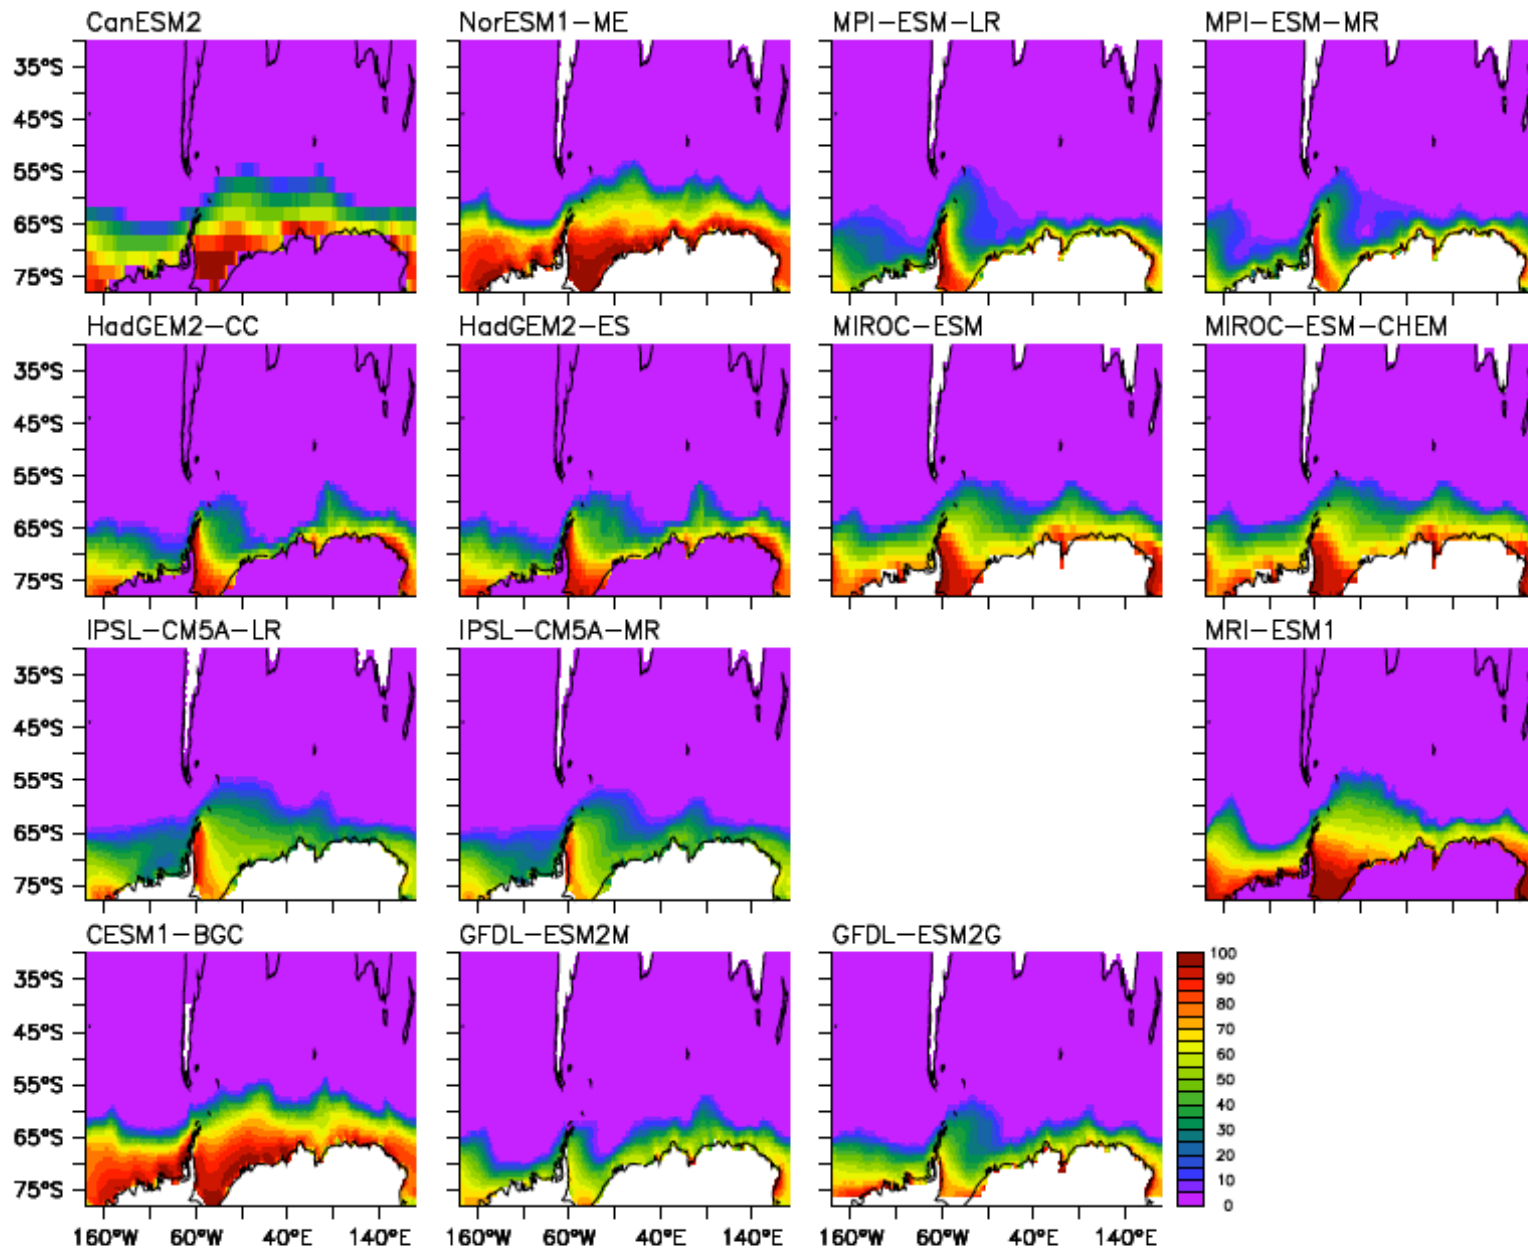 CanESM2 NorESM1-ME MPI-ESM-LR MPI-ESM-MR
35°S
45°S
55°S
65°S
75°S
HadGEM2-CC HadGEM2-ES MIROC-ESM MIROC-ESM-CHEM
35°S
45°S
55°S
65°S
75°S
IPSL-CM5A-LR IPSL-CM5A-MR MRI-ESM1
35°S
45°S
55°S
65°S
75°S
CESM1-BGC GFDL-ESM2M GFDL-ESM2G
35°S
45°S
55°S
65°S
75°S
100
90
80
70
60
50
40
30
20
10
0
160°W 60°W 40°E 140°E 160°W 60°W 40°E 140°E 160°W 60°W 40°E 140°E